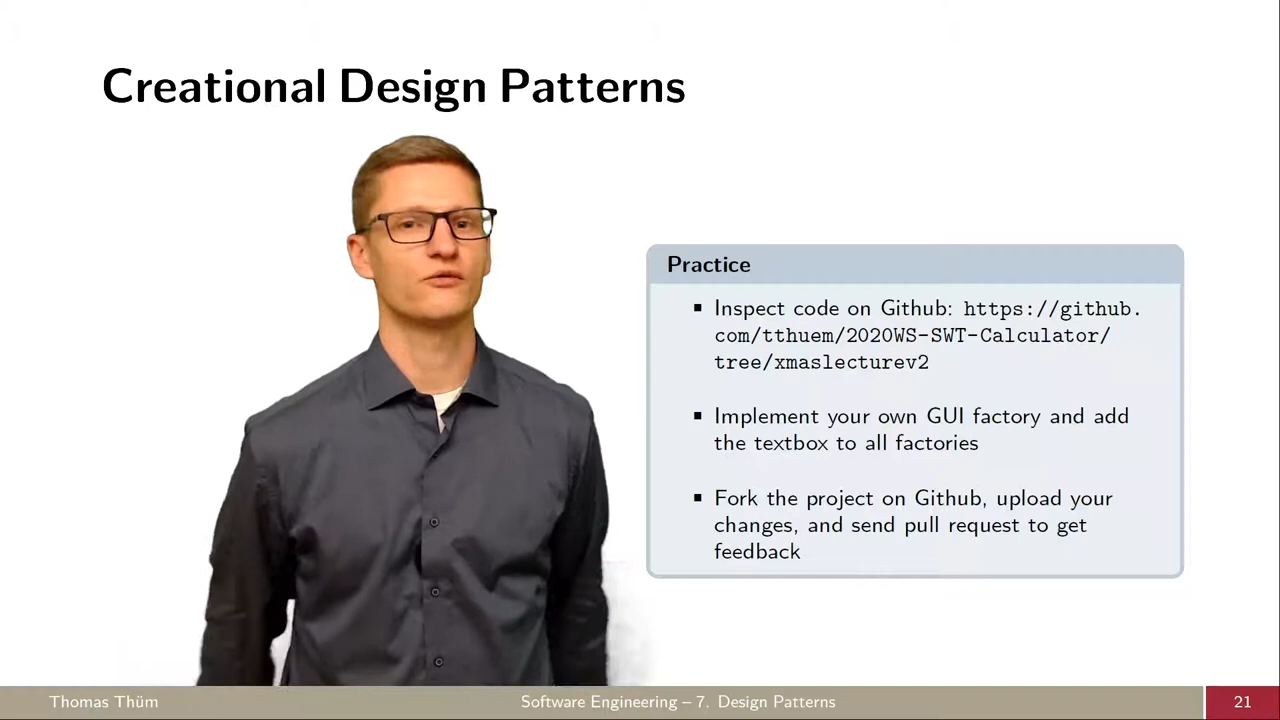 Creational Design Patterns
Practice
▪ Inspect code on Github: https://github.
com/tthuem/2020WS-SWT-Calculator/
tree/xmaslecturev2
▪ Implement your own GUI factory and add
the textbox to all factories
▪ Fork the project on Github, upload your
changes, and send pull request to get
feedback
Thomas Thüm
Software Engineering – 7. Design Patterns
21